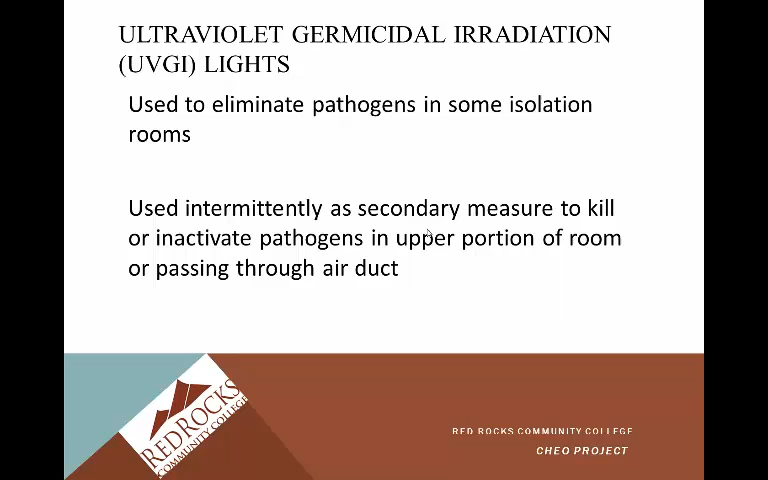 ULTRAVIOLET GERMICIDAL IRRADIATION
(UVGI) LIGHTS
Used to eliminate pathogens in some isolation
rooms
Used intermittently as secondary measure to kill
or inactivate pathogens in upper portion of room
or passing through air duct
RED ROCKS
COMMUNITY COLLEGE
RED ROCKS COMMUNITY COLLEGE
CHEO PROJECT